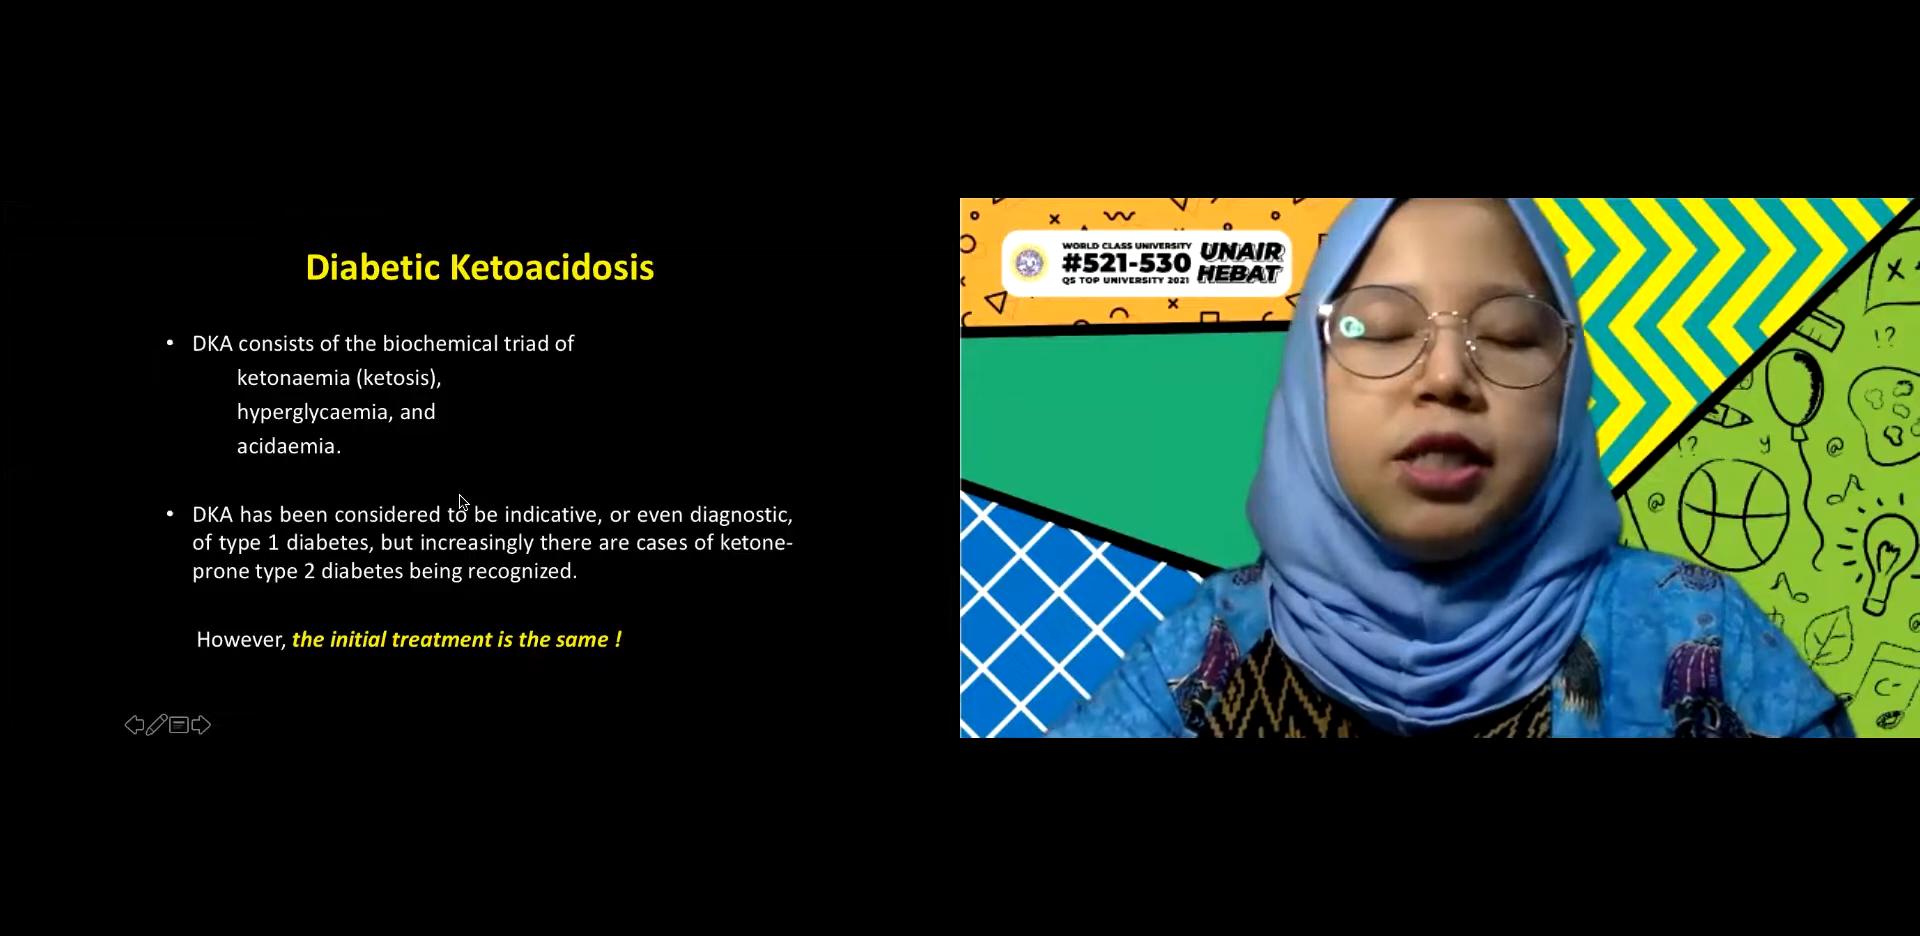 Diabetic Ketoacidosis
• DKA consists of the biochemical triad of
ketonaemia (ketosis),
hyperglycaemia, and
acidaemia.
• DKA has been considered to be indicative, or even diagnostic,
of type 1 diabetes, but increasingly there are cases of ketone-
prone type 2 diabetes being recognized.
However, the initial treatment is the same !
WORLD CLASS UNIVERSITY
#521-530
QS TOP UNIVERSITY 2021
UNAIR
HEBAT